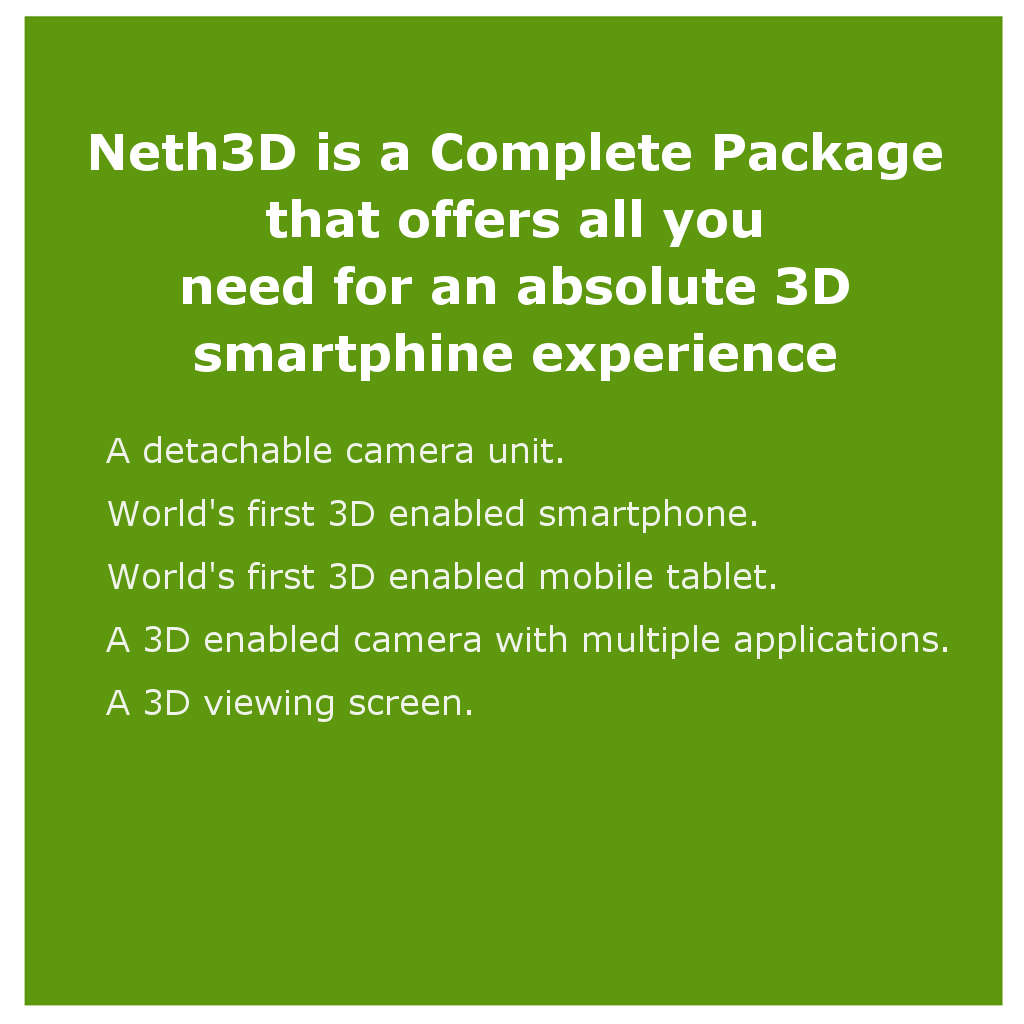 Neth3D is a Complete Package
that offers all you
need for an absolute 3D
smartphine experience
A detachable camera unit.
World's first 3D enabled smartphone.
World's first 3D enabled mobile tablet.
A 3D enabled camera with multiple applications.
A 3D viewing screen.